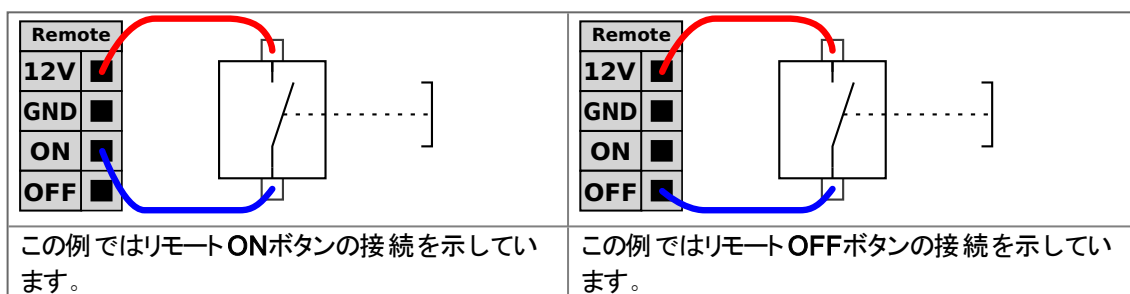 Remote
12V
GND
ON
OFF
Remote
12V
GND
ON
OFF
この例ではリモートONボタンの接続を示してい
ます。
この例ではリモートOFFボタンの接続を示してい
ます。